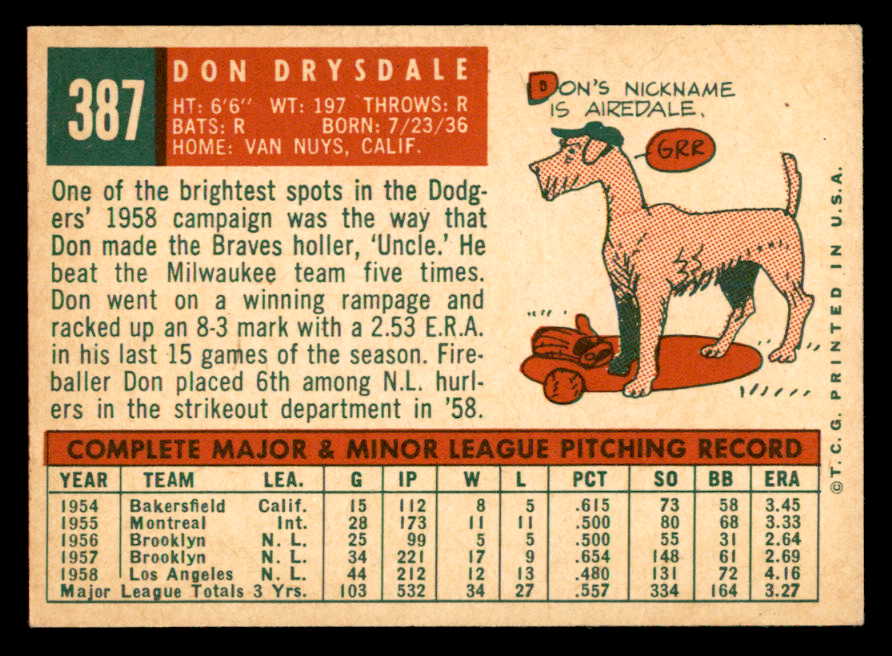 387
DON DRYSDALE
HT: 6'6" WT: 197 THROWS: R
BATS: R BORN: 7/23/36
HOME: VAN NUYS, CALIF.
DON'S NICKNAME
IS AIREDALE.
GRR
One of the brightest spots in the Dodg-
ers' 1958 campaign was the way that
Don made the Braves holler, 'Uncle.' He
beat the Milwaukee team five times.
Don went on a winning rampage and
racked up an 8-3 mark with a 2.53 E.R.A.
in his last 15 games of the season. Fire-
baller Don placed 6th among N.L. hurl-
ers in the strikeout department in '58.
©T.C.G. PRINTED IN U.S.A.
COMPLETE MAJOR & MINOR LEAGUE PITCHING RECORD
YEAR TEAM LEA. G IP W L PCT SO BB ERA
1954 Bakersfield Calif. 15 112 8 5 .615 73 58 3.45
1955 Montreal Int. 28 173 11 11 .500 80 68 3.33
1956 Brooklyn N. L. 25 99 5 5 .500 55 31 2.64
1957 Brooklyn N. L. 34 221 17 9 .654 148 61 2.69
1958 Los Angeles N. L. 44 212 12 13 .480 131 72 4.16
Major League Totals 3 Yrs. 103 532 34 27 .557 334 164 3.27